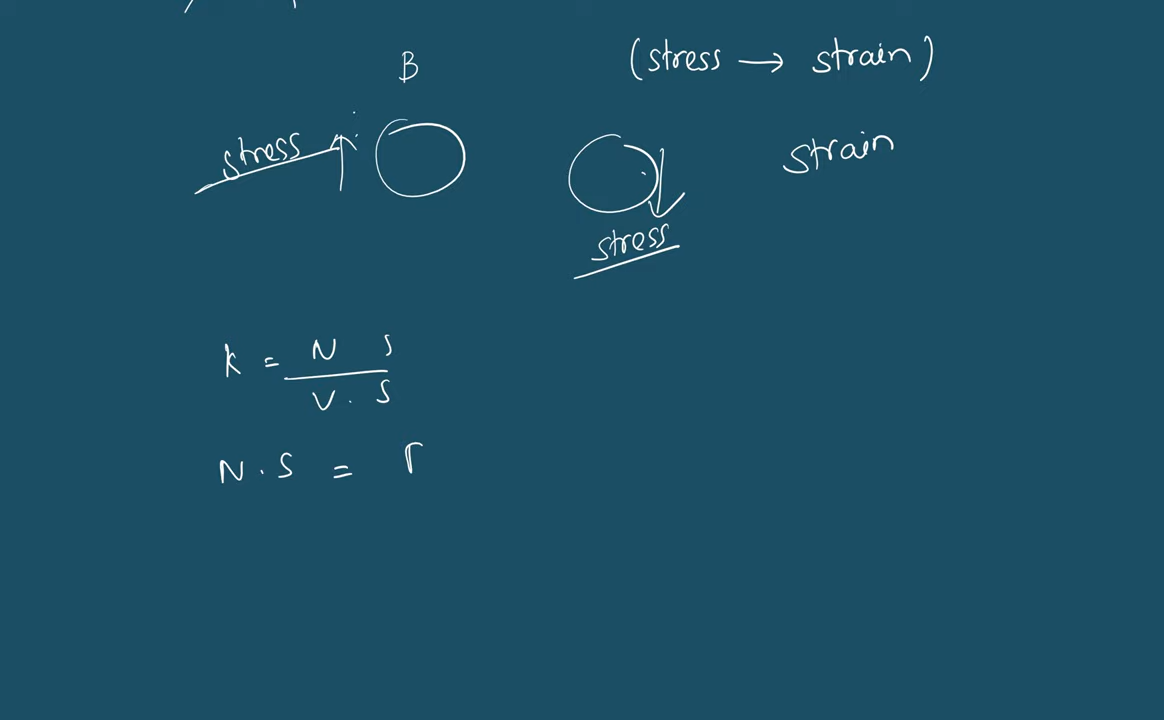 B (stress → strain)
stress strain
stress
K = N S / V . S
N . S =